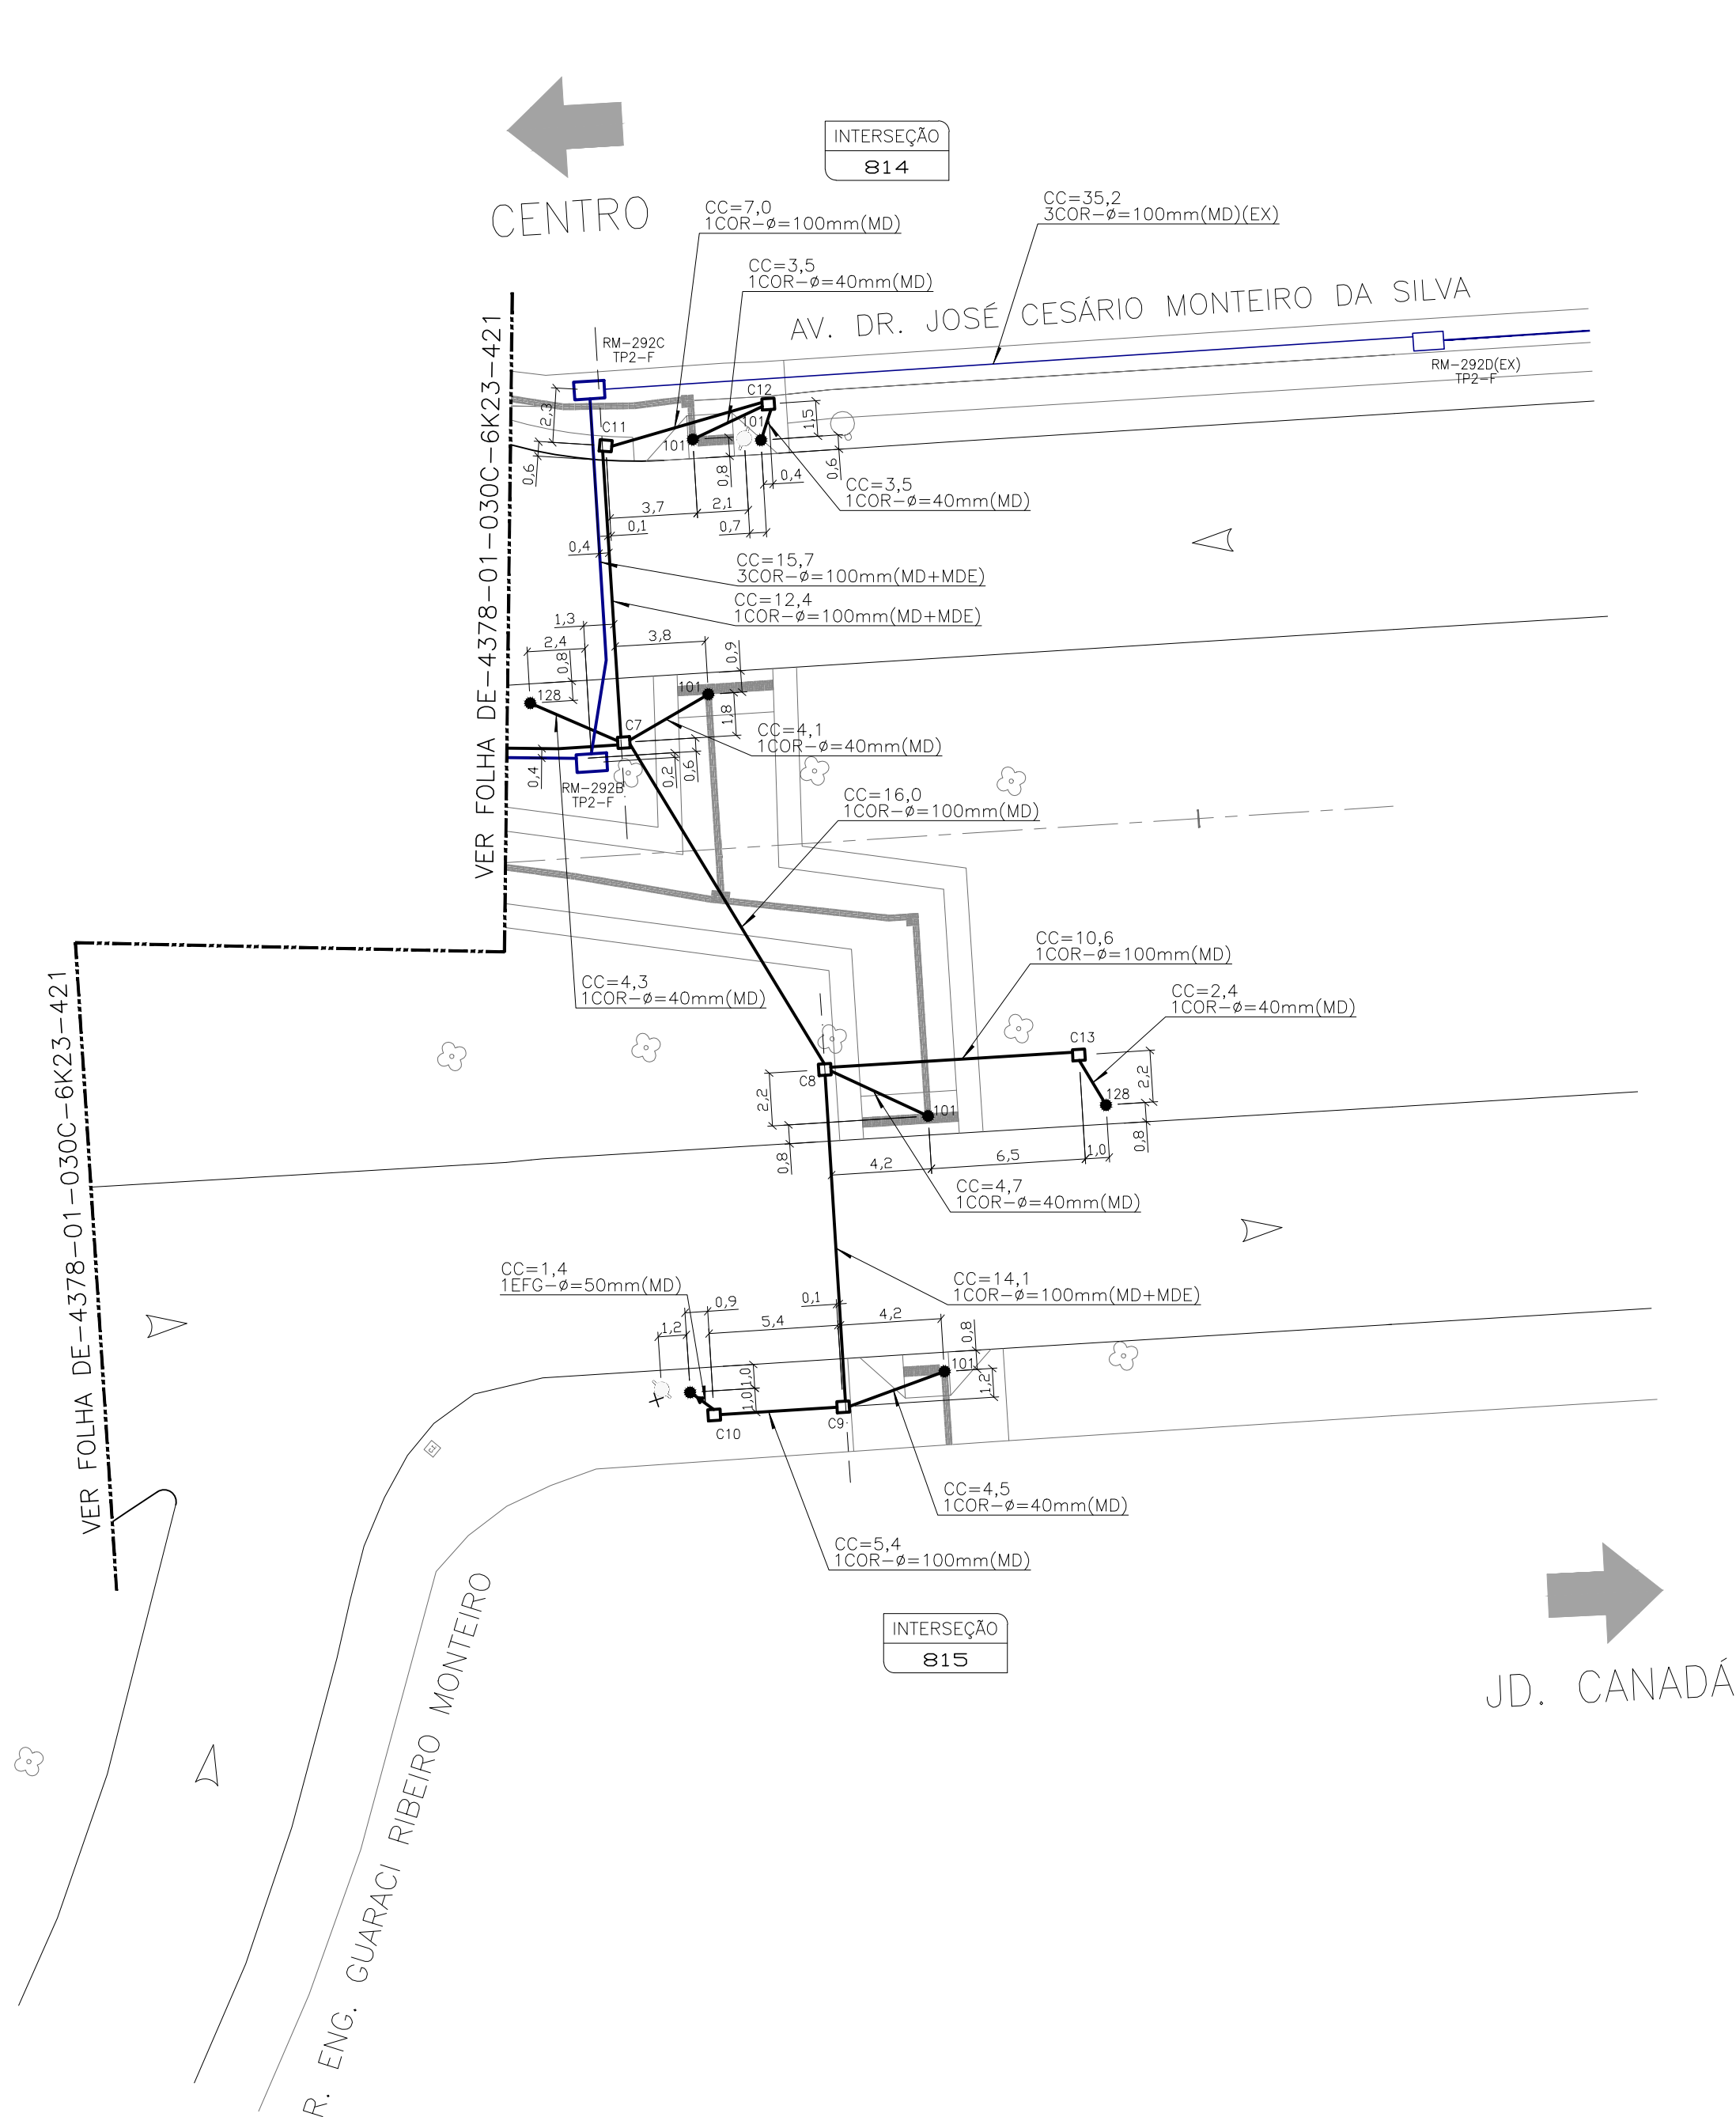 INTERSEÇÃO
814
CENTRO
CC=7,0
1COR-ø=100mm(MD)
CC=35,2
3COR-ø=100mm(MD)(EX)
CC=3,5
1COR-ø=40mm(MD)
AV. DR. JOSÉ CESÁRIO MONTEIRO DA SILVA
VER FOLHA DE-4378-01-030C-6K23-421
RM-292C
TP2-F
RM-292D(EX)
TP2-F
C12
2,3
C11
101
101
1,5
0,6
0,8
0,4
0,6
CC=3,5
1COR-ø=40mm(MD)
3,7
2,1
0,1
0,7
0,4
CC=15,7
3COR-ø=100mm(MD+MDE)
CC=12,4
1COR-ø=100mm(MD+MDE)
1,3
2,4
3,8
0,9
0,8
128
101
C7
1,8
CC=4,1
1COR-ø=40mm(MD)
0,4
0,2
0,6
RM-292B
TP2-F
CC=16,0
1COR-ø=100mm(MD)
CC=10,6
1COR-ø=100mm(MD)
CC=4,3
1COR-ø=40mm(MD)
CC=2,4
1COR-ø=40mm(MD)
VER FOLHA DE-4378-01-030C-6K23-421
C13
C8
2,2
2,2
128
101
0,8
0,8
4,2
6,5
1,0
CC=4,7
1COR-ø=40mm(MD)
CC=1,4
1EFG-ø=50mm(MD)
CC=14,1
1COR-ø=100mm(MD+MDE)
0,9
0,1
4,2
1,2
5,4
0,8
101
1,0
1,0
1,2
C10
C9
CC=4,5
1COR-ø=40mm(MD)
CC=5,4
1COR-ø=100mm(MD)
INTERSEÇÃO
815
JD. CANADÁ
R. ENG. GUARACI RIBEIRO MONTEIRO